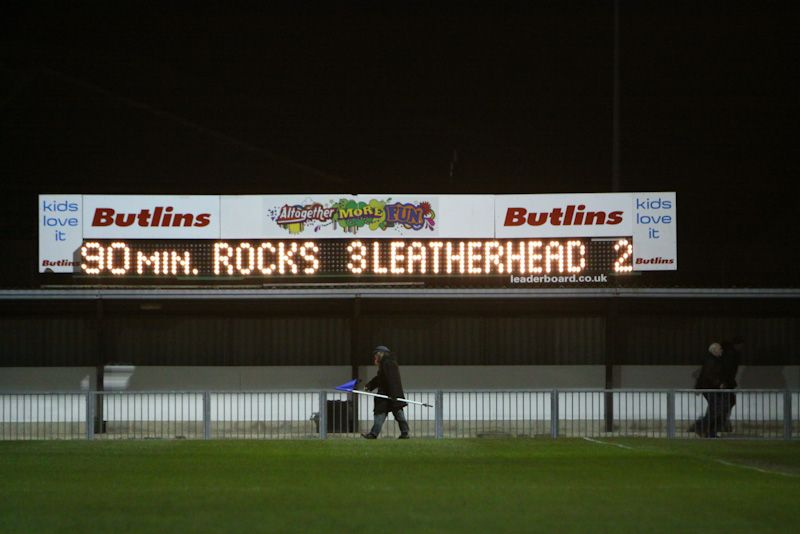 kids
love
it
Butlins
Butlins
Altogether MORE FUN
Butlins
kids
love
it
Butlins
90 MIN. ROCKS 3 LEATHERHEAD 2
leaderboard.co.uk